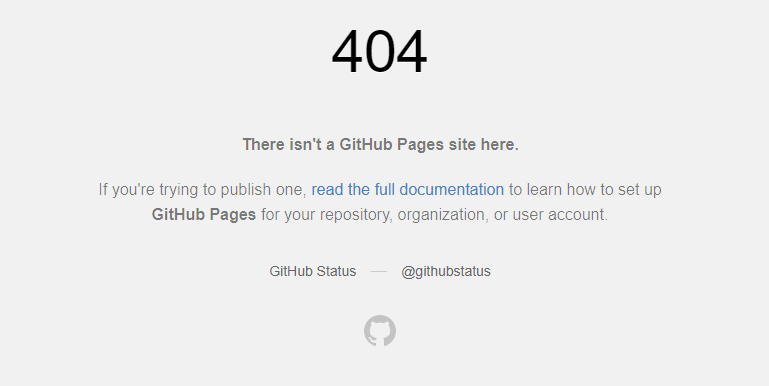 404
There isn't a GitHub Pages site here.
If you're trying to publish one, read the full documentation to learn how to set up
GitHub Pages for your repository, organization, or user account.
GitHub Status — @githubstatus